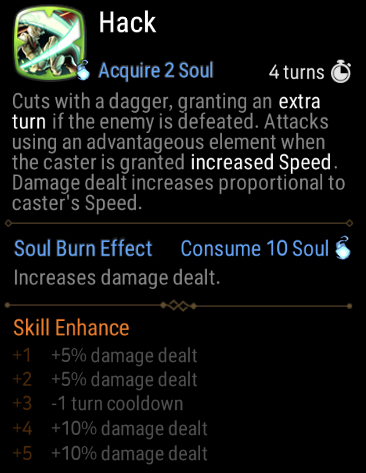 Hack
Acquire 2 Soul
4 turns
Cuts with a dagger, granting an extra
turn if the enemy is defeated. Attacks
using an advantageous element when
the caster is granted increased Speed.
Damage dealt increases proportional to
caster's Speed.
Soul Burn Effect
Consume 10 Soul
Increases damage dealt.
Skill Enhance
+1 +5% damage dealt
+2 +5% damage dealt
+3 -1 turn cooldown
+4 +10% damage dealt
+5 +10% damage dealt